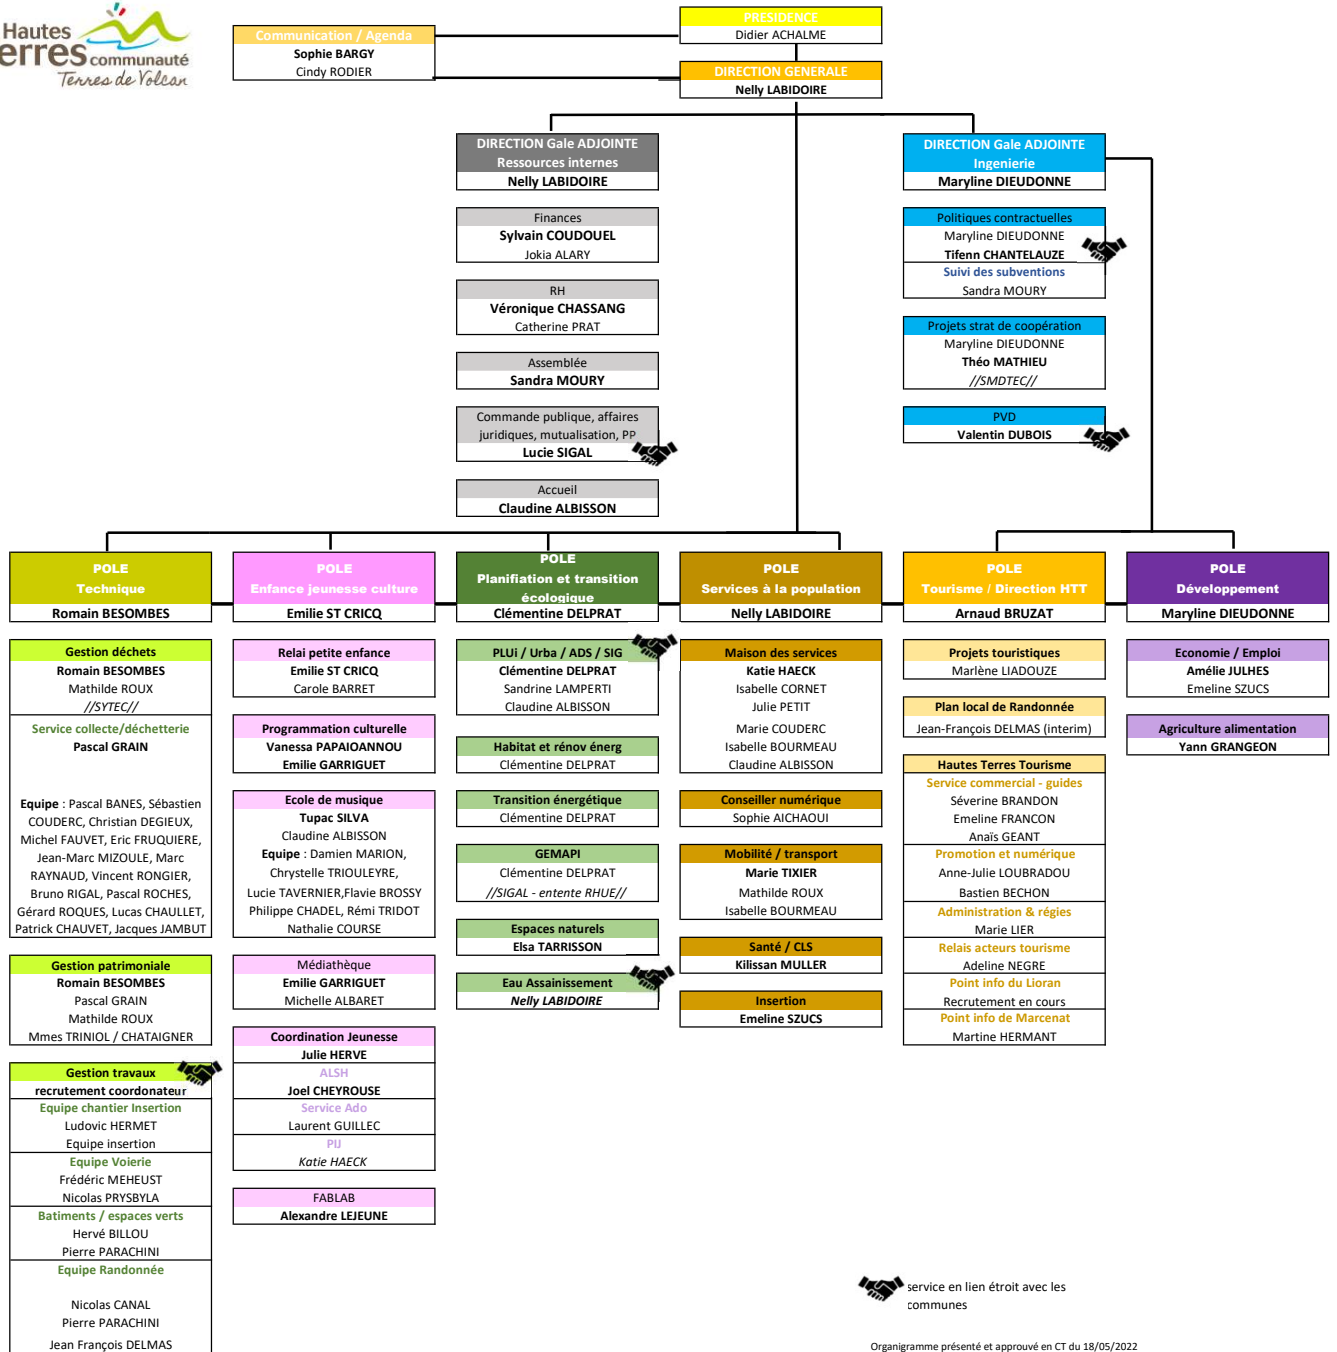 Hautes
Terres communauté
Terres de Volcan
Communication / Agenda
Sophie BARGY
Cindy RODIER
PRESIDENCE
Didier ACHALME
DIRECTION GENERALE
Nelly LABIDOIRE
DIRECTION Gale ADJOINTE
Ressources internes
Nelly LABIDOIRE
Finances
Sylvain COUDOUEL
Jokia ALARY
RH
Véronique CHASSANG
Catherine PRAT
Assemblée
Sandra MOURY
Commande publique, affaires
juridiques, mutualisation, PP
Lucie SIGAL
Accueil
Claudine ALBISSON
DIRECTION Gale ADJOINTE
Ingenierie
Maryline DIEUDONNE
Politiques contractuelles
Maryline DIEUDONNE
Tifenn CHANTELAUZE
Suivi des subventions
Sandra MOURY
Projets strat de coopération
Maryline DIEUDONNE
Théo MATHIEU
//SMDTEC//
PVD
Valentin DUBOIS
POLE
Technique
Romain BESOMBES
Gestion déchets
Romain BESOMBES
Mathilde ROUX
//SYTEC//
Service collecte/déchetterie
Pascal GRAIN
Equipe : Pascal BANES, Sébastien
COUDERC, Christian DEGIEUX,
Michel FAUVET, Eric FRUQUIERE,
Jean-Marc MIZOULE, Marc
RAYNAUD, Vincent RONGIER,
Bruno RIGAL, Pascal ROCHES,
Gérard ROQUES, Lucas CHAULLET,
Patrick CHAUVET, Jacques JAMBUT
Gestion patrimoniale
Romain BESOMBES
Pascal GRAIN
Mathilde ROUX
Mmes TRINIOL / CHATAIGNER
Gestion travaux
recrutement coordonateur
Equipe chantier Insertion
Ludovic HERMET
Equipe insertion
Equipe Voierie
Frédéric MEHEUST
Nicolas PRYSBYLA
Batiments / espaces verts
Hervé BILLOU
Pierre PARACHINI
Equipe Randonnée
Nicolas CANAL
Pierre PARACHINI
Jean François DELMAS
POLE
Enfance jeunesse culture
Emilie ST CRICQ
Relai petite enfance
Emilie ST CRICQ
Carole BARRET
Programmation culturelle
Vanessa PAPAIOANNOU
Emilie GARRIGUET
Ecole de musique
Tupac SILVA
Claudine ALBISSON
Equipe : Damien MARION,
Chrystelle TRIOULEYRE,
Lucie TAVERNIER,Flavie BROSSY
Philippe CHADEL, Rémi TRIDOT
Nathalie COURSE
Médiathèque
Emilie GARRIGUET
Michelle ALBARET
Coordination Jeunesse
Julie HERVE
ALSH
Joel CHEYROUSE
Service Ado
Laurent GUILLEC
PIJ
Katie HAECK
FABLAB
Alexandre LEJEUNE
POLE
Planifiation et transition
écologique
Clémentine DELPRAT
PLUi / Urba / ADS / SIG
Clémentine DELPRAT
Sandrine LAMPERTI
Claudine ALBISSON
Habitat et rénov énerg
Clémentine DELPRAT
Transition énergétique
Clémentine DELPRAT
GEMAPI
Clémentine DELPRAT
//SIGAL - entente RHUE//
Espaces naturels
Elsa TARRISSON
Eau Assainissement
Nelly LABIDOIRE
POLE
Services à la population
Nelly LABIDOIRE
Maison des services
Katie HAECK
Isabelle CORNET
Julie PETIT
Marie COUDERC
Isabelle BOURMEAU
Claudine ALBISSON
Conseiller numérique
Sophie AICHAOUI
Mobilité / transport
Marie TIXIER
Mathilde ROUX
Isabelle BOURMEAU
Santé / CLS
Kilissan MULLER
Insertion
Emeline SZUCS
POLE
Tourisme / Direction HTT
Arnaud BRUZAT
Projets touristiques
Marlène LIADOUZE
Plan local de Randonnée
Jean-François DELMAS (interim)
Hautes Terres Tourisme
Service commercial - guides
Séverine BRANDON
Emeline FRANCON
Anaïs GEANT
Promotion et numérique
Anne-Julie LOUBRADOU
Bastien BECHON
Administration & régies
Marie LIER
Relais acteurs tourisme
Adeline NEGRE
Point info du Lioran
Recrutement en cours
Point info de Marcenat
Martine HERMANT
POLE
Développement
Maryline DIEUDONNE
Economie / Emploi
Amélie JULHES
Emeline SZUCS
Agriculture alimentation
Yann GRANGEON
service en lien étroit avec les
communes
Organigramme présenté et approuvé en CT du 18/05/2022